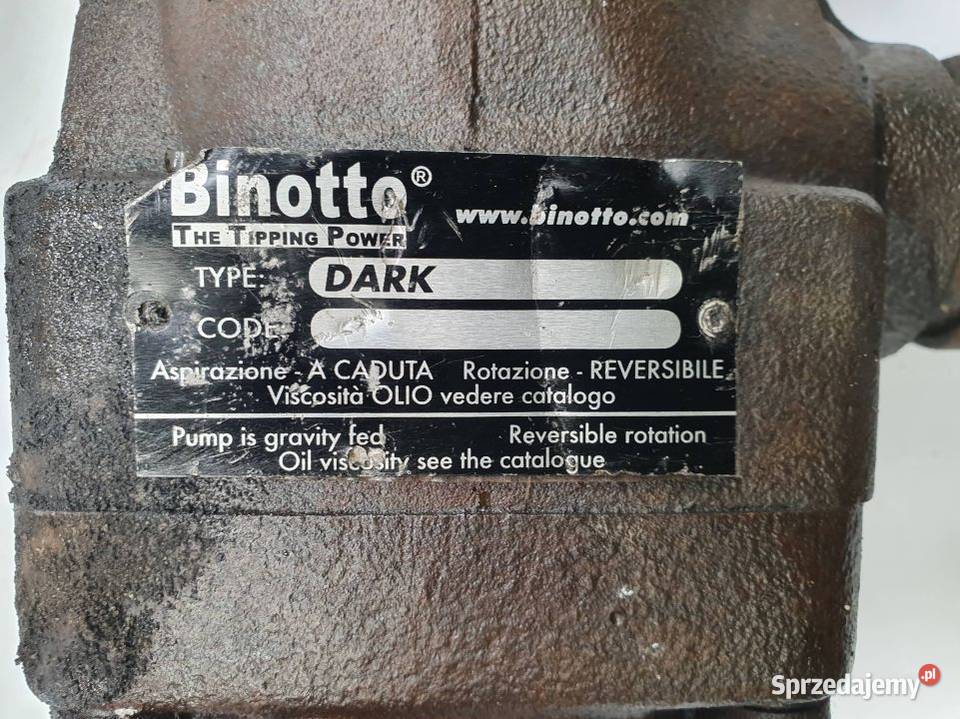 Binotto®
THE TIPPING POWER
www.binotto.com
TYPE: DARK
CODE:
Aspirazione - A CADUTA Rotazione - REVERSIBILE
Viscosità OLIO vedere catalogo
Pump is gravity fed Reversible rotation
Oil viscosity see the catalogue
Sprzedajemy.pl